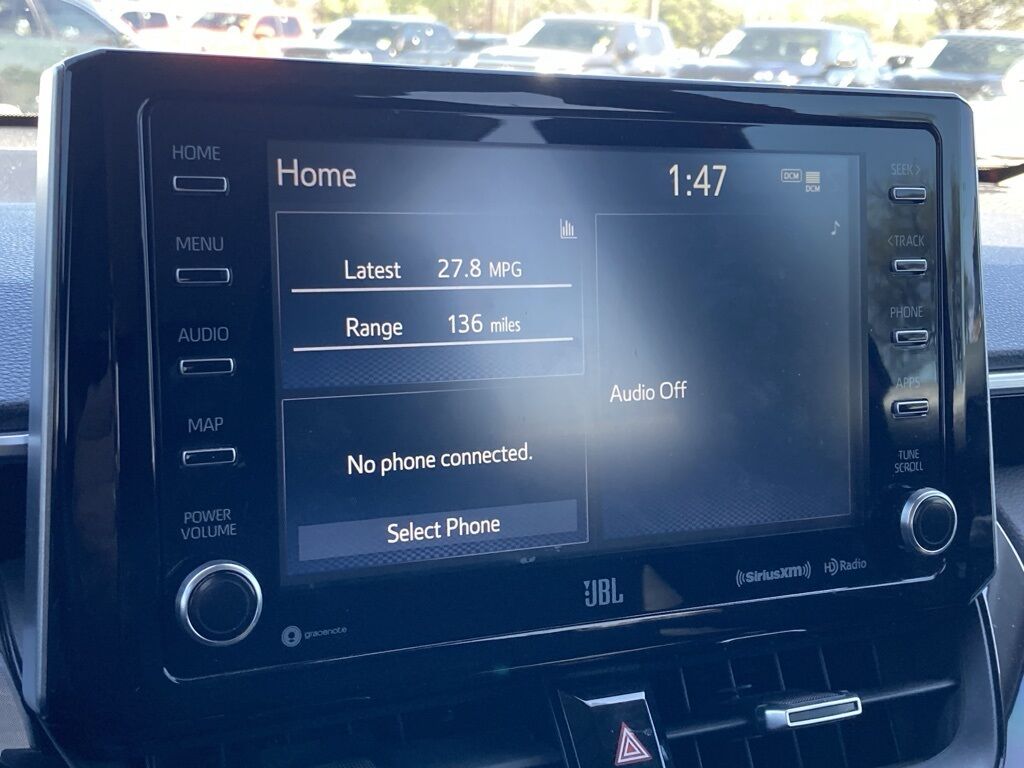 HOME
MENU
AUDIO
MAP
POWER
VOLUME
Home
1:47
DCM
DCM
Latest 27.8 MPG
Range 136 miles
No phone connected.
Select Phone
Audio Off
SEEK >
< TRACK
PHONE
APPS
TUNE
SCROLL
gracenote
JBL
((SiriusXM))
HD Radio